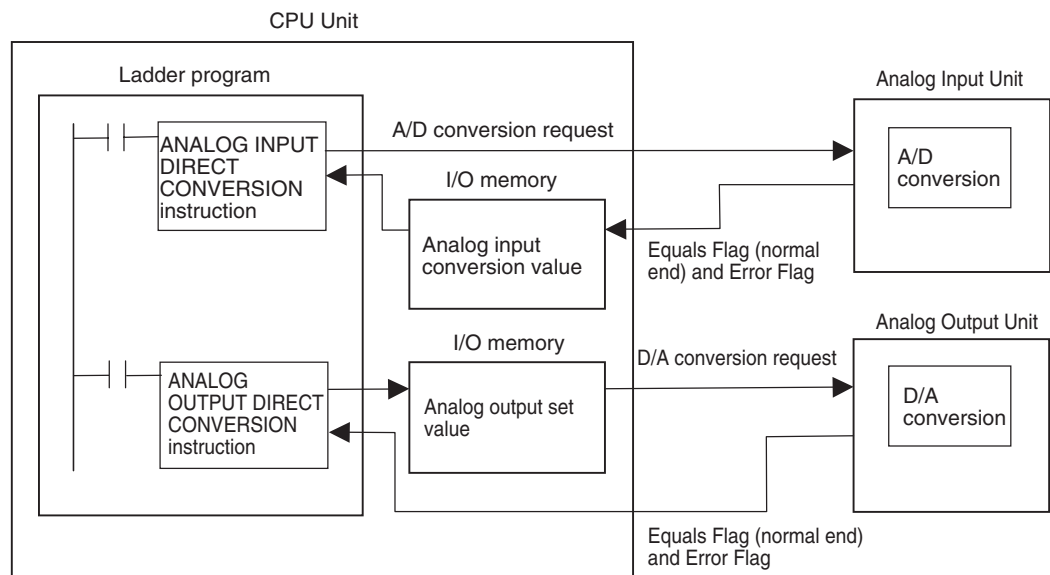 CPU Unit
Ladder program
ANALOG INPUT
DIRECT
CONVERSION
instruction
A/D conversion request
I/O memory
Analog input
conversion value
Equals Flag (normal
end) and Error Flag
Analog Input Unit
A/D
conversion
ANALOG
OUTPUT DIRECT
CONVERSION
instruction
I/O memory
Analog output set
value
D/A conversion request
Analog Output Unit
D/A
conversion
Equals Flag (normal end)
and Error Flag